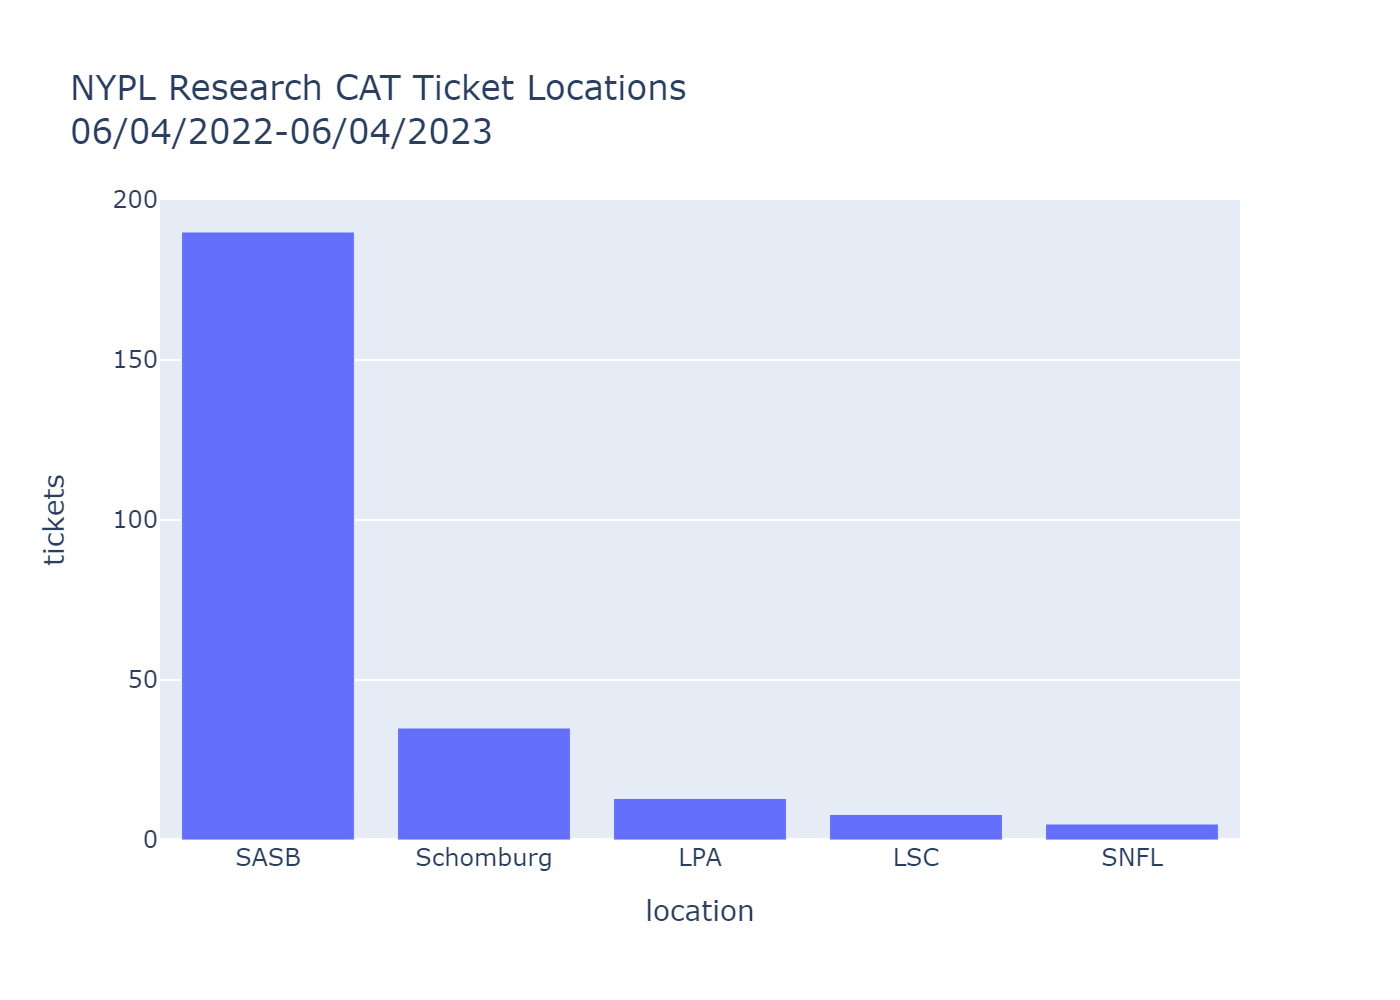 NYPL Research CAT Ticket Locations
06/04/2022-06/04/2023
200
150
100
50
0
tickets
SASB Schomburg LPA LSC SNFL
location